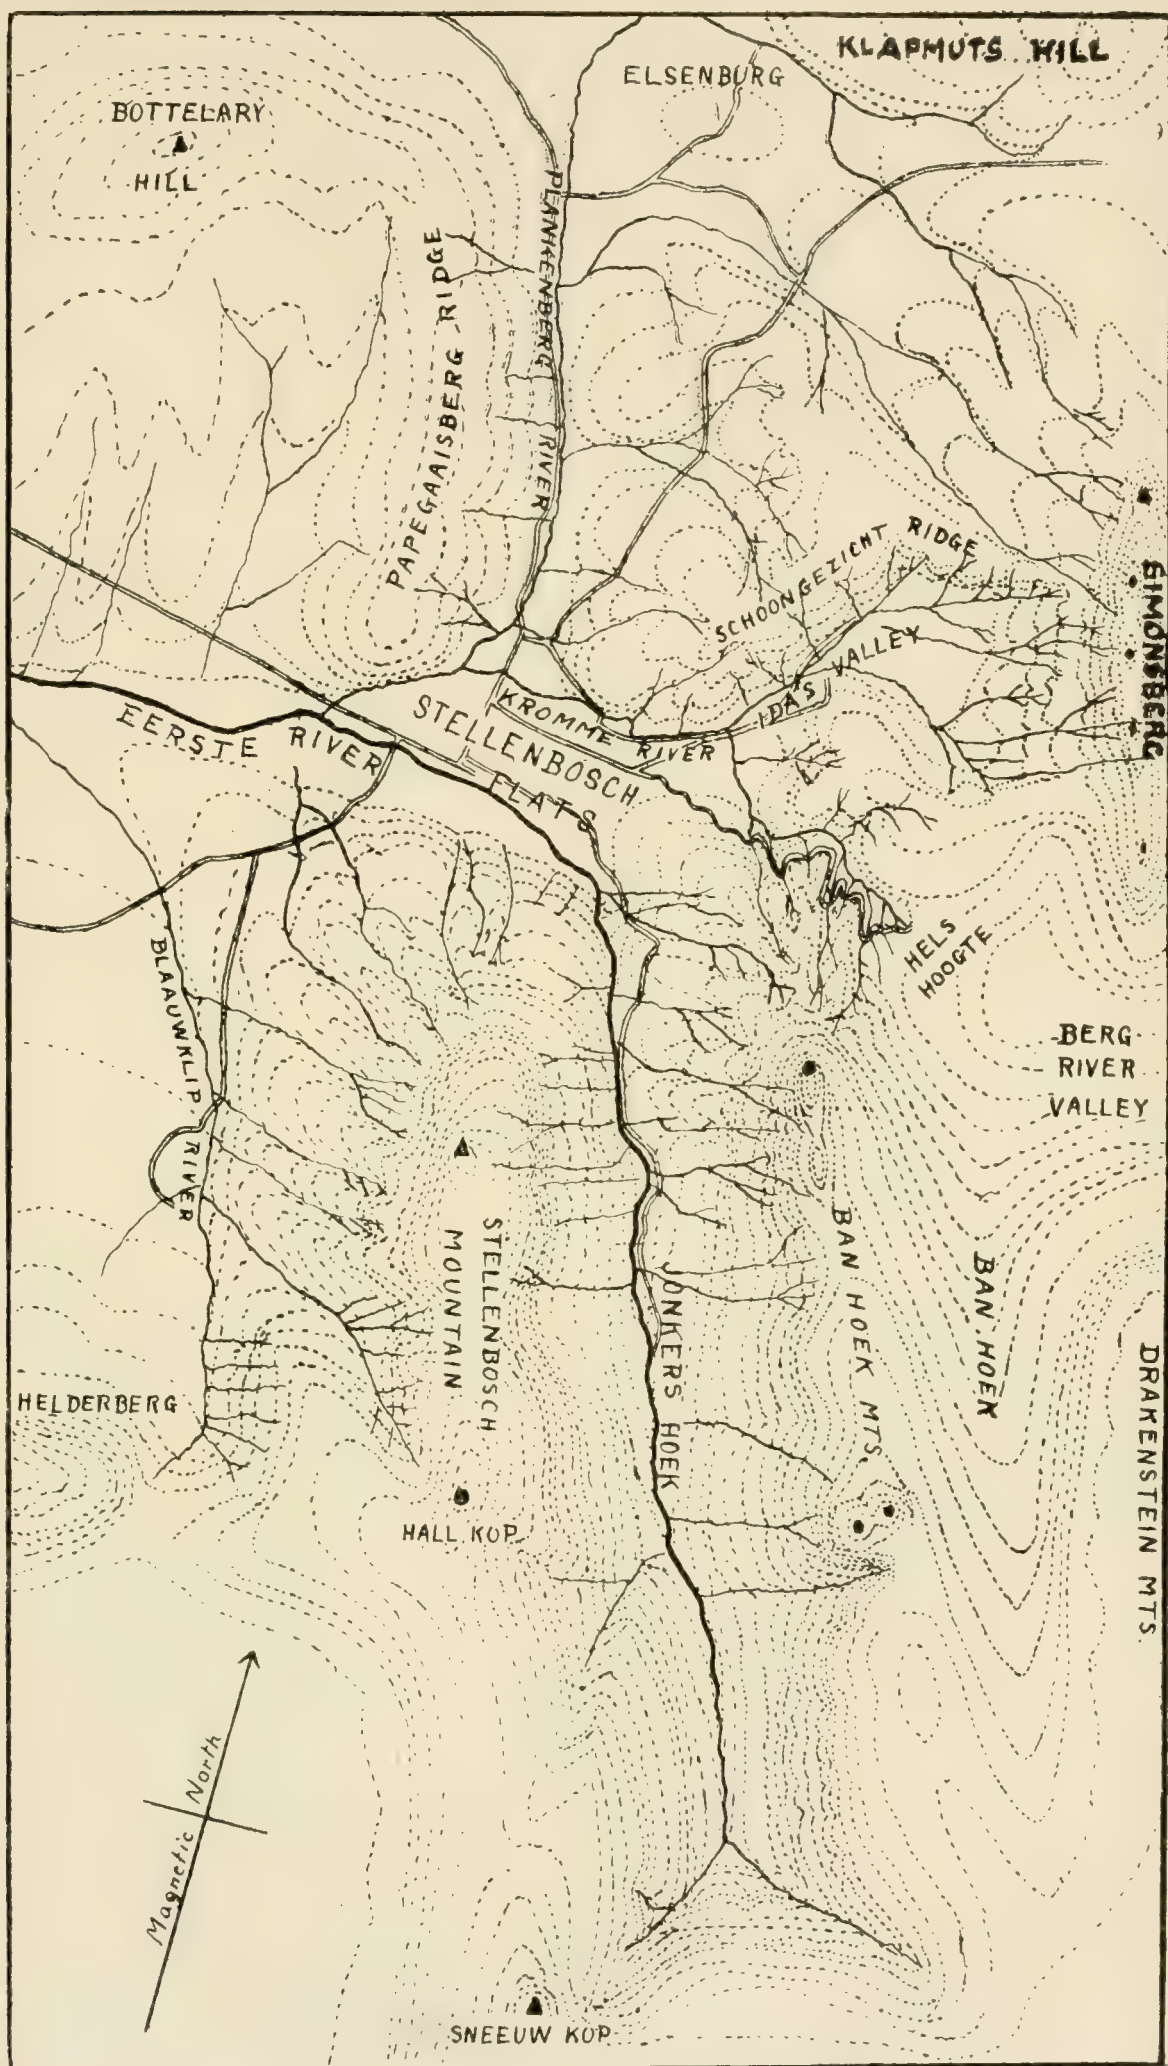 KLAPMUTS HILL
ELSENBURG
BOTTELARY
HILL
PLANKENBERG RIVER
PAPEGAAISBERG RIDGE
SCHOONGEZICHT RIDGE
SIMONSBERG
IDAS VALLEY
KROMME RIVER
STELLENBOSCH
FLATS
EERSTE RIVER
HELS
HOOGTE
BLAAUWKLIP RIVER
BERG
RIVER
VALLEY
STELLENBOSCH
MOUNTAIN
JONKERS HOEK
BAN HOEK MTS.
BAN HOEK
DRAKENSTEIN MTS.
HELDERBERG
HALL KOP
Magnetic North
SNEEUW KOP